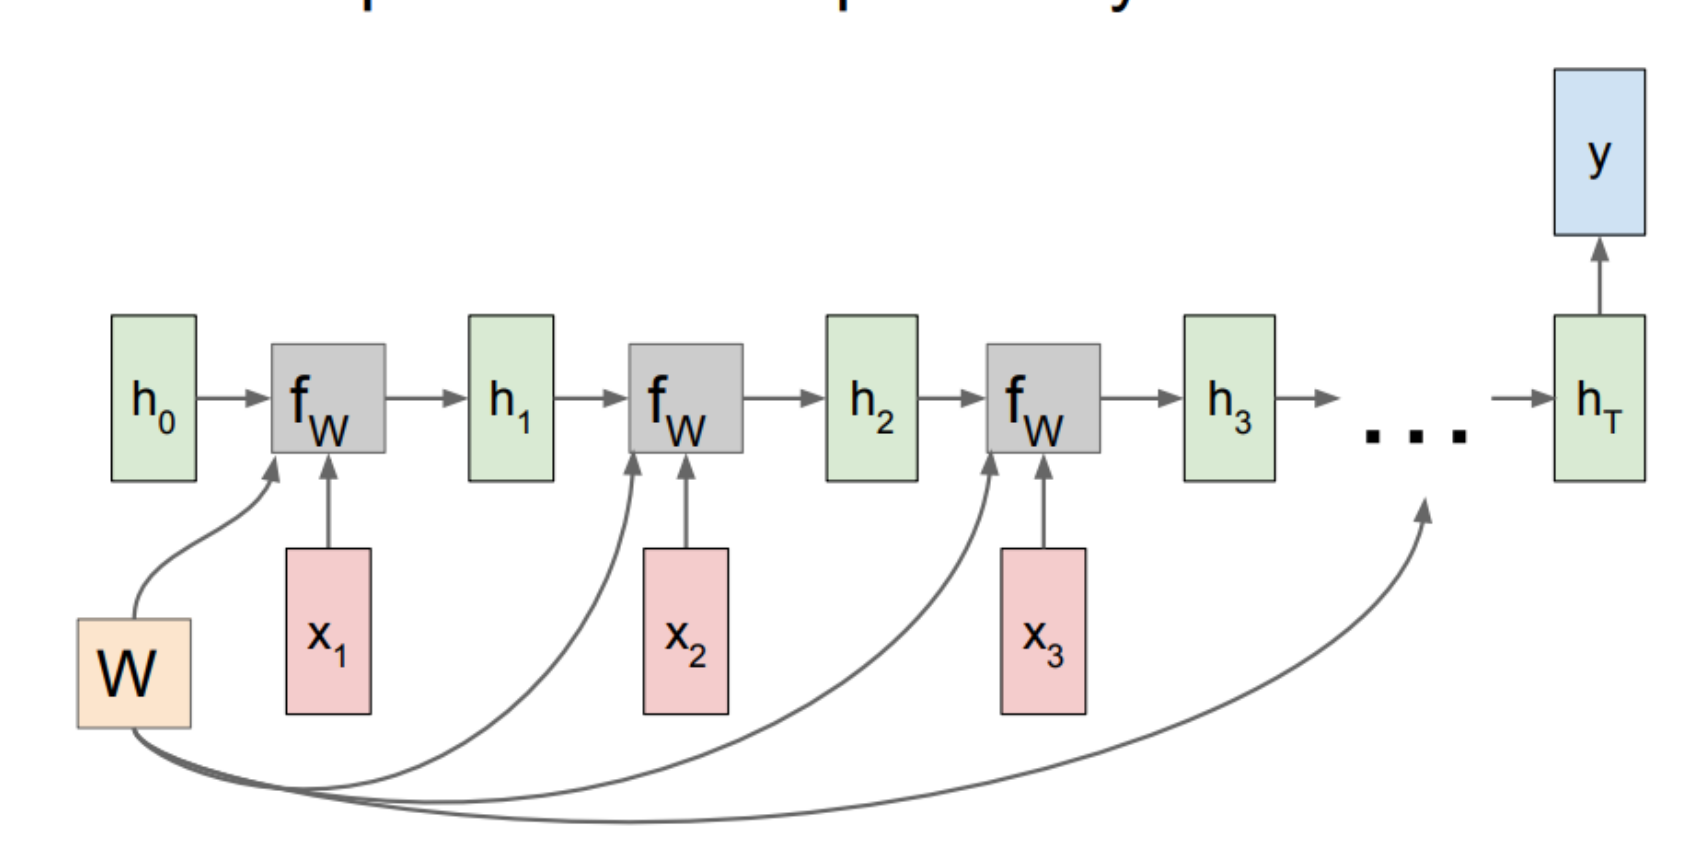 y
h0 fW h1 fW h2 fW h3 ... hT
x1 x2 x3
W